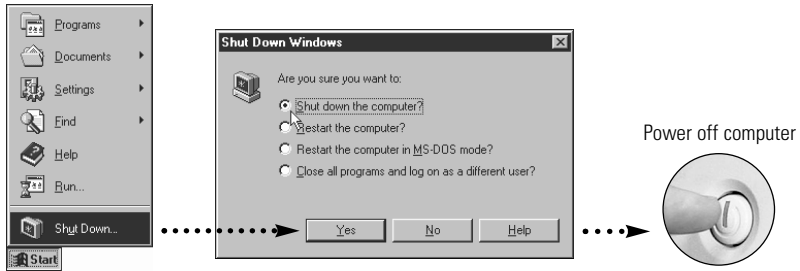 Programs
Documents
Settings
Find
Help
Run...
Shut Down...
Start
Shut Down Windows
Are you sure you want to:
Shut down the computer?
Restart the computer?
Restart the computer in MS-DOS mode?
Close all programs and log on as a different user?
Yes
No
Help
Power off computer